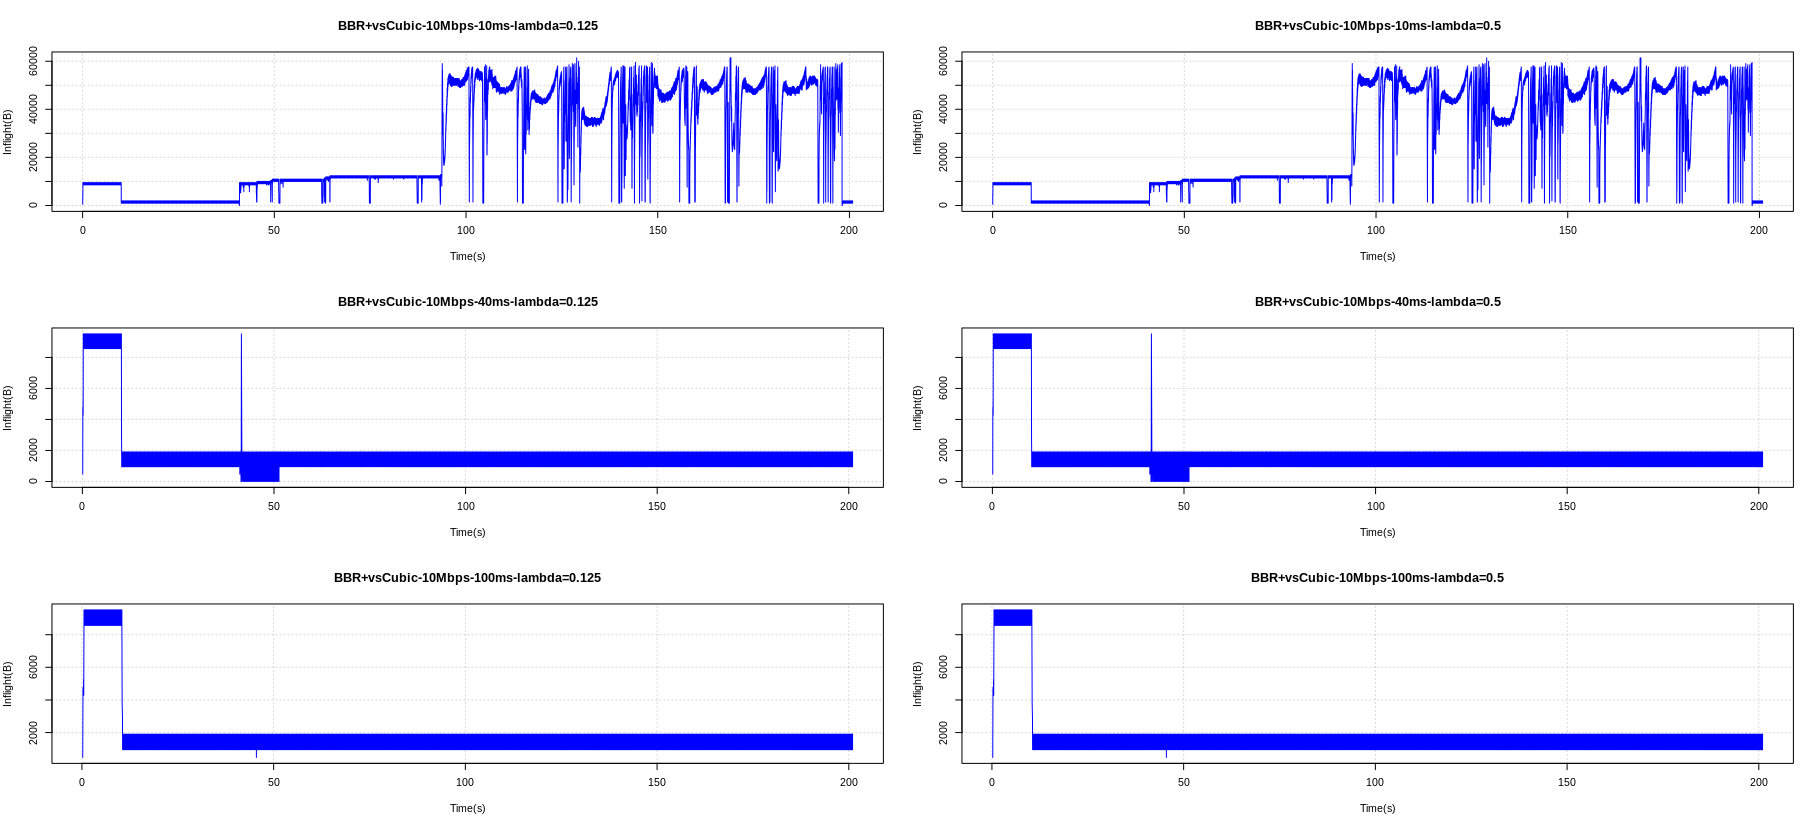 BBR+vsCubic-10Mbps-10ms-lambda=0.125
Inflight(B)
0 20000 40000 60000
0 50 100 150 200
Time(s)
BBR+vsCubic-10Mbps-10ms-lambda=0.5
Inflight(B)
0 20000 40000 60000
0 50 100 150 200
Time(s)
BBR+vsCubic-10Mbps-40ms-lambda=0.125
Inflight(B)
0 2000 6000
0 50 100 150 200
Time(s)
BBR+vsCubic-10Mbps-40ms-lambda=0.5
Inflight(B)
0 2000 6000
0 50 100 150 200
Time(s)
BBR+vsCubic-10Mbps-100ms-lambda=0.125
Inflight(B)
2000 6000
0 50 100 150 200
Time(s)
BBR+vsCubic-10Mbps-100ms-lambda=0.5
Inflight(B)
2000 6000
0 50 100 150 200
Time(s)